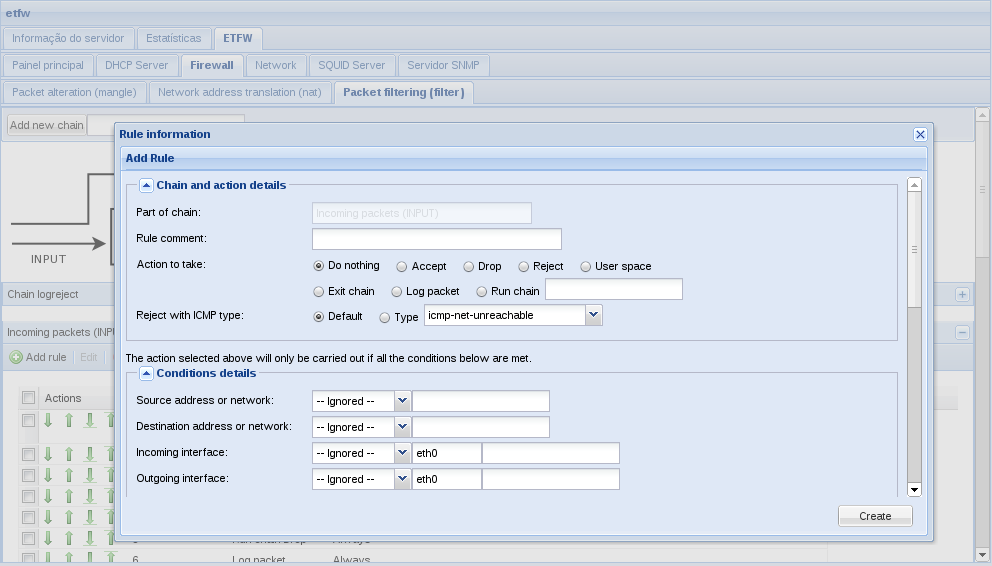 etfw
Informação do servidor Estatísticas ETFW
Painel principal DHCP Server Firewall Network SQUID Server Servidor SNMP
Packet alteration (mangle) Network address translation (nat) Packet filtering (filter)
Add new chain
Rule information
Add Rule
Chain and action details
Part of chain: Incoming packets (INPUT)
Rule comment:
Action to take: Do nothing Accept Drop Reject User space
INPUT
Exit chain Log packet Run chain
Chain logreject
Reject with ICMP type: Default Type icmp-net-unreachable
Incoming packets (INPU
The action selected above will only be carried out if all the conditions below are met.
Add rule Edit
Conditions details
Actions
Source address or network: -- Ignored --
Destination address or network: -- Ignored --
Incoming interface: -- Ignored -- eth0
Outgoing interface: -- Ignored -- eth0
Create
6 Log packet Always